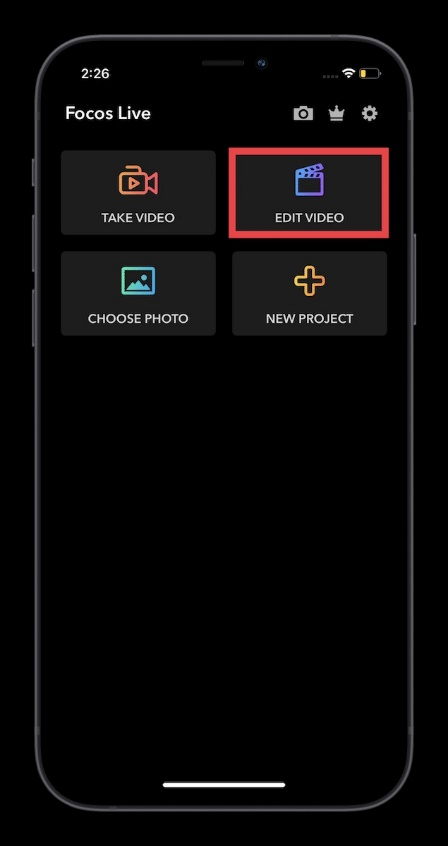 2:26
Focos Live
TAKE VIDEO
EDIT VIDEO
CHOOSE PHOTO
NEW PROJECT